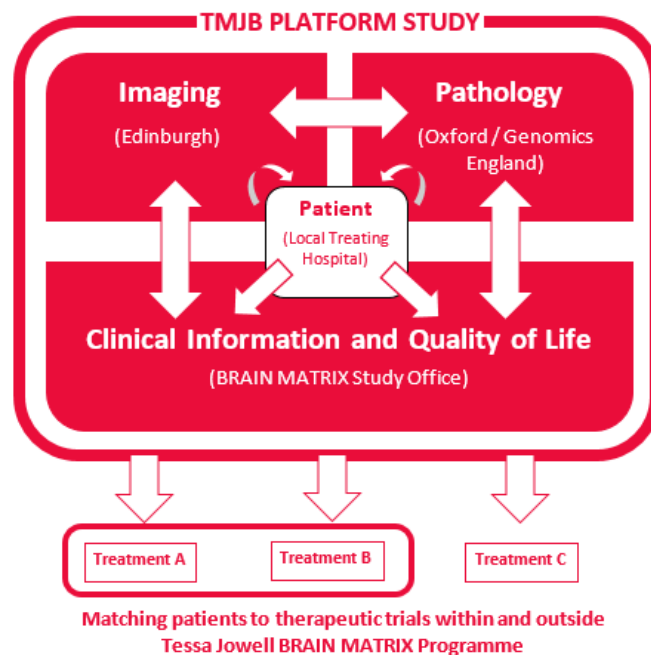 TMJB PLATFORM STUDY
Imaging
(Edinburgh)
Pathology
(Oxford / Genomics
England)
Patient
(Local Treating
Hospital)
Clinical Information and Quality of Life
(BRAIN MATRIX Study Office)
Treatment A
Treatment B
Treatment C
Matching patients to therapeutic trials within and outside
Tessa Jowell BRAIN MATRIX Programme